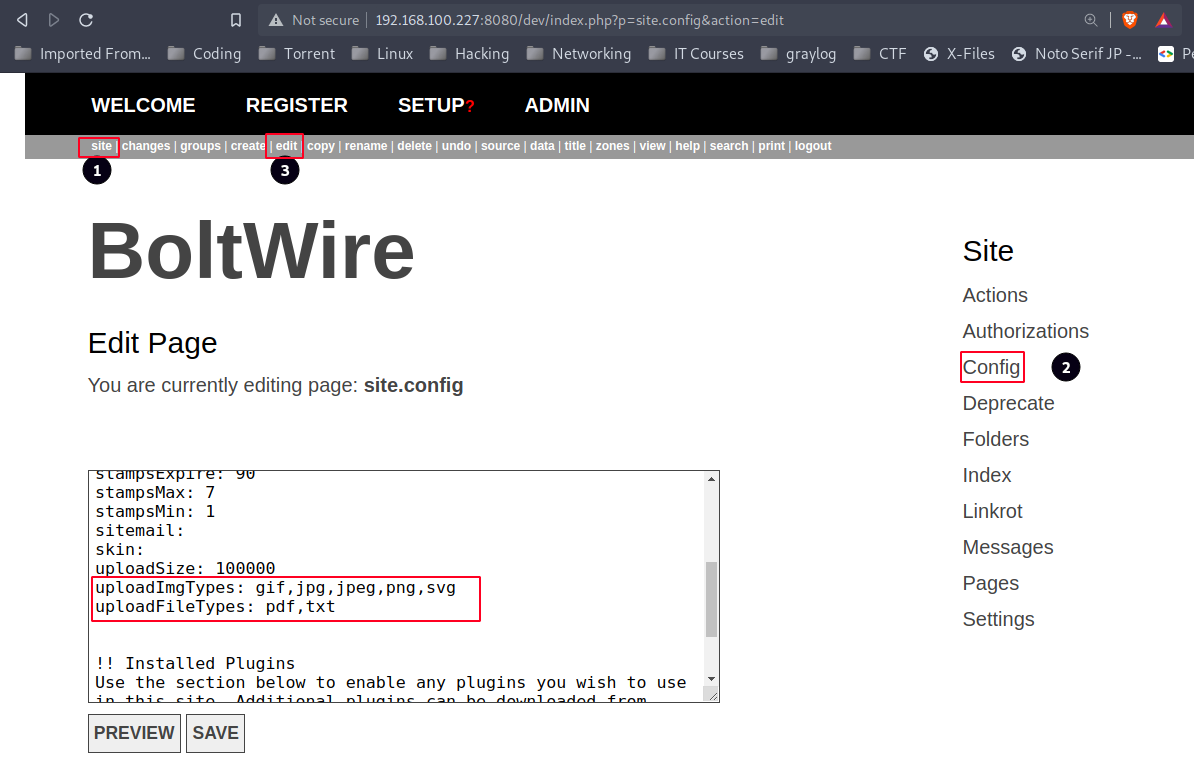 Not secure | 192.168.100.227:8080/dev/index.php?p=site.config&action=edit
Imported From... Coding Torrent Linux Hacking Networking IT Courses graylog CTF X-Files Noto Serif JP -...
WELCOME REGISTER SETUP? ADMIN
site | changes | groups | create | edit | copy | rename | delete | undo | source | data | title | zones | view | help | search | print | logout
1 3
BoltWire
Edit Page
You are currently editing page: site.config
stampsExpire: 90
stampsMax: 7
stampsMin: 1
sitemail:
skin:
uploadSize: 100000
uploadImgTypes: gif,jpg,jpeg,png,svg
uploadFileTypes: pdf,txt
!! Installed Plugins
Use the section below to enable any plugins you wish to use
in this site. Additional plugins can be downloaded from
PREVIEW SAVE
Site
Actions
Authorizations
Config 2
Deprecate
Folders
Index
Linkrot
Messages
Pages
Settings